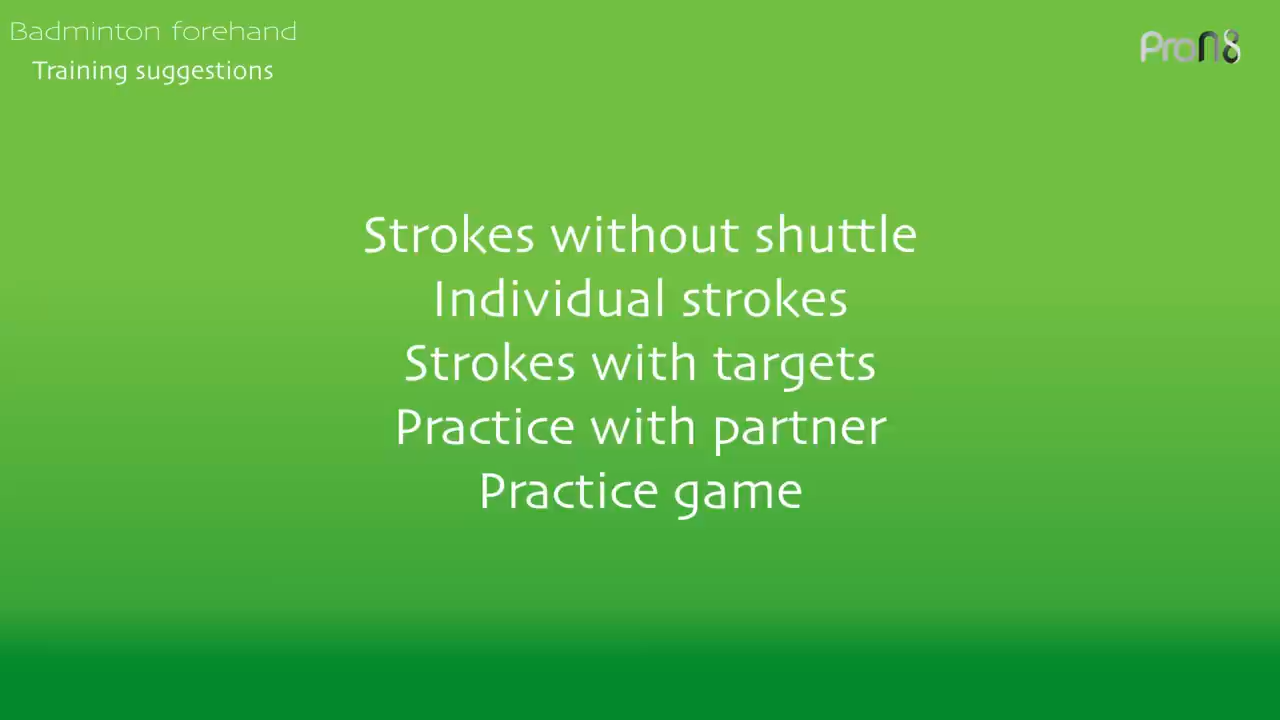 Badminton forehand
Training suggestions
ProN8
Strokes without shuttle
Individual strokes
Strokes with targets
Practice with partner
Practice game